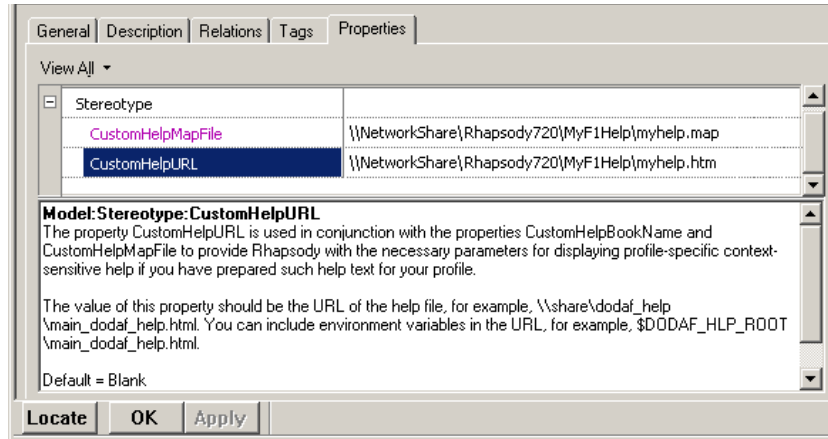 General Description Relations Tags Properties
View All
Stereotype
CustomHelpMapFile \\NetworkShare\Rhapsody720\MyF1Help\myhelp.map
CustomHelpURL \\NetworkShare\Rhapsody720\MyF1Help\myhelp.htm
Model:Stereotype:CustomHelpURL
The property CustomHelpURL is used in conjunction with the properties CustomHelpBookName and
CustomHelpMapFile to provide Rhapsody with the necessary parameters for displaying profile-specific context-
sensitive help if you have prepared such help text for your profile.
The value of this property should be the URL of the help file, for example, \\share\dodaf_help
\main_dodaf_help.html. You can include environment variables in the URL, for example, $DODAF_HLP_ROOT
\main_dodaf_help.html.
Default = Blank
Locate OK Apply